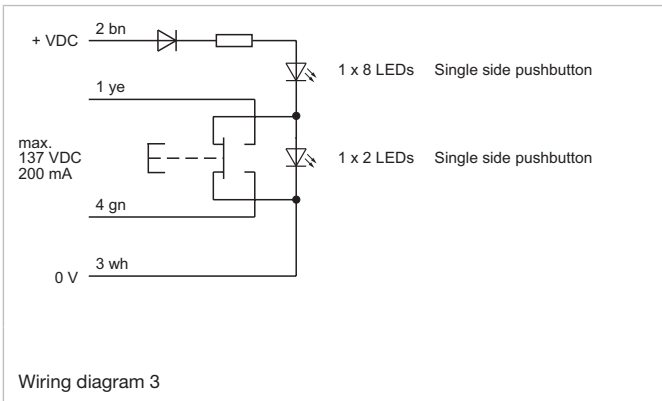 + VDC 2 bn
1 x 8 LEDs Single side pushbutton
1 ye
max.
137 VDC
200 mA
1 x 2 LEDs Single side pushbutton
4 gn
0 V 3 wh
Wiring diagram 3